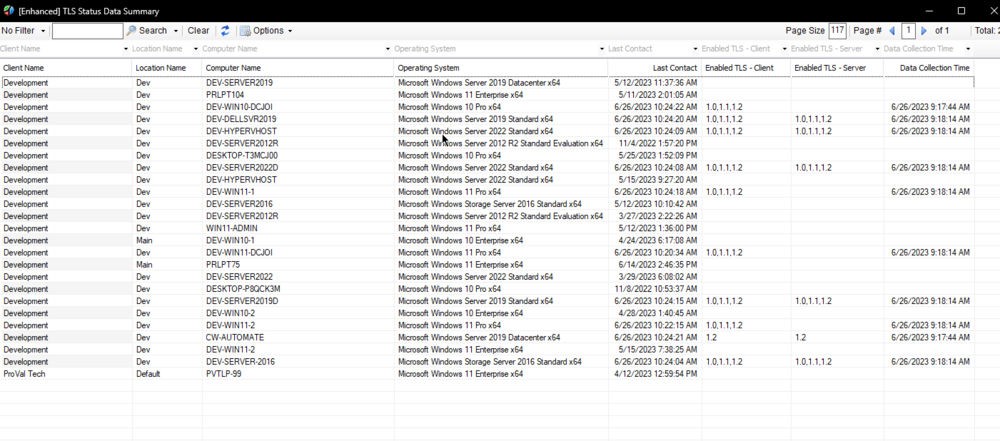 [Enhanced] TLS Status Data Summary
No Filter Search Clear Options Page Size 117 Page # 1 of 1 Total:
Client Name Location Name Computer Name Operating System Last Contact Enabled TLS - Client Enabled TLS - Server Data Collection Time
Client Name Location Name Computer Name Operating System Last Contact Enabled TLS - Client Enabled TLS - Server Data Collection Time
Development Dev DEV-SERVER2019 Microsoft Windows Server 2019 Datacenter x64 5/12/2023 11:37:36 AM
Development Dev PRLPT104 Microsoft Windows 11 Enterprise x64 5/11/2023 2:01:05 AM
Development Dev DEV-WIN10-DCJOI Microsoft Windows 10 Pro x64 6/26/2023 10:24:22 AM 1.0,1.1,1.2 6/26/2023 9:17:44 AM
Development Dev DEV-DELLSVR2019 Microsoft Windows Server 2019 Standard x64 6/26/2023 10:24:20 AM 1.0,1.1,1.2 1.0,1.1,1.2 6/26/2023 9:18:14 AM
Development Dev DEV-HYPERVHOST Microsoft Windows Server 2022 Standard x64 6/26/2023 10:24:09 AM 1.0,1.1,1.2 1.0,1.1,1.2 6/26/2023 9:18:14 AM
Development Dev DEV-SERVER2012R Microsoft Windows Server 2012 R2 Standard Evaluation x64 11/4/2022 1:57:20 PM
Development Dev DESKTOP-T3MCJ00 Microsoft Windows 10 Pro x64 5/25/2023 1:52:09 PM
Development Dev DEV-SERVER2022D Microsoft Windows Server 2022 Standard x64 6/26/2023 10:24:08 AM 1.0,1.1,1.2 1.0,1.1,1.2 6/26/2023 9:18:14 AM
Development Dev DEV-HYPERVHOST Microsoft Windows Server 2022 Standard x64 5/15/2023 9:27:20 AM
Development Dev DEV-WIN11-1 Microsoft Windows 11 Pro x64 6/26/2023 10:24:18 AM 1.0,1.1,1.2 6/26/2023 9:18:14 AM
Development Dev DEV-SERVER2016 Microsoft Windows Storage Server 2016 Standard x64 5/12/2023 10:10:42 AM
Development Dev DEV-SERVER2012R Microsoft Windows Server 2012 R2 Standard Evaluation x64 3/27/2023 2:22:26 AM
Development Dev WIN11-ADMIN Microsoft Windows 11 Pro x64 5/12/2023 1:36:00 PM
Development Main DEV-WIN10-1 Microsoft Windows 10 Enterprise x64 4/24/2023 6:17:08 AM
Development Dev DEV-WIN11-DCJOI Microsoft Windows 11 Pro x64 6/26/2023 10:20:34 AM 1.0,1.1,1.2 6/26/2023 9:18:14 AM
Development Main PRLPT75 Microsoft Windows 11 Enterprise x64 6/14/2023 2:46:35 PM
Development Dev DEV-SERVER2022 Microsoft Windows Server 2022 Standard x64 3/29/2023 6:08:02 AM
Development Dev DESKTOP-P8QCK3M Microsoft Windows 10 Pro x64 11/8/2022 10:53:37 AM
Development Dev DEV-SERVER2019D Microsoft Windows Server 2019 Standard x64 6/26/2023 10:24:15 AM 1.0,1.1,1.2 1.0,1.1,1.2 6/26/2023 9:18:14 AM
Development Dev DEV-WIN10-2 Microsoft Windows 10 Enterprise x64 4/28/2023 1:40:45 AM
Development Dev DEV-WIN11-2 Microsoft Windows 11 Pro x64 6/26/2023 10:22:15 AM 1.0,1.1,1.2 6/26/2023 9:18:14 AM
Development Dev CW-AUTOMATE Microsoft Windows Server 2019 Datacenter x64 6/26/2023 10:24:21 AM 1.2 1.2 6/26/2023 9:17:44 AM
Development Dev DEV-WIN11-2 Microsoft Windows 11 Enterprise x64 5/15/2023 7:38:25 AM
Development Dev DEV-SERVER-2016 Microsoft Windows Storage Server 2016 Standard x64 6/26/2023 10:24:04 AM 1.0,1.1,1.2 1.0,1.1,1.2 6/26/2023 9:18:14 AM
ProVal Tech Default PVTLP-99 Microsoft Windows 11 Enterprise x64 4/12/2023 12:59:54 PM